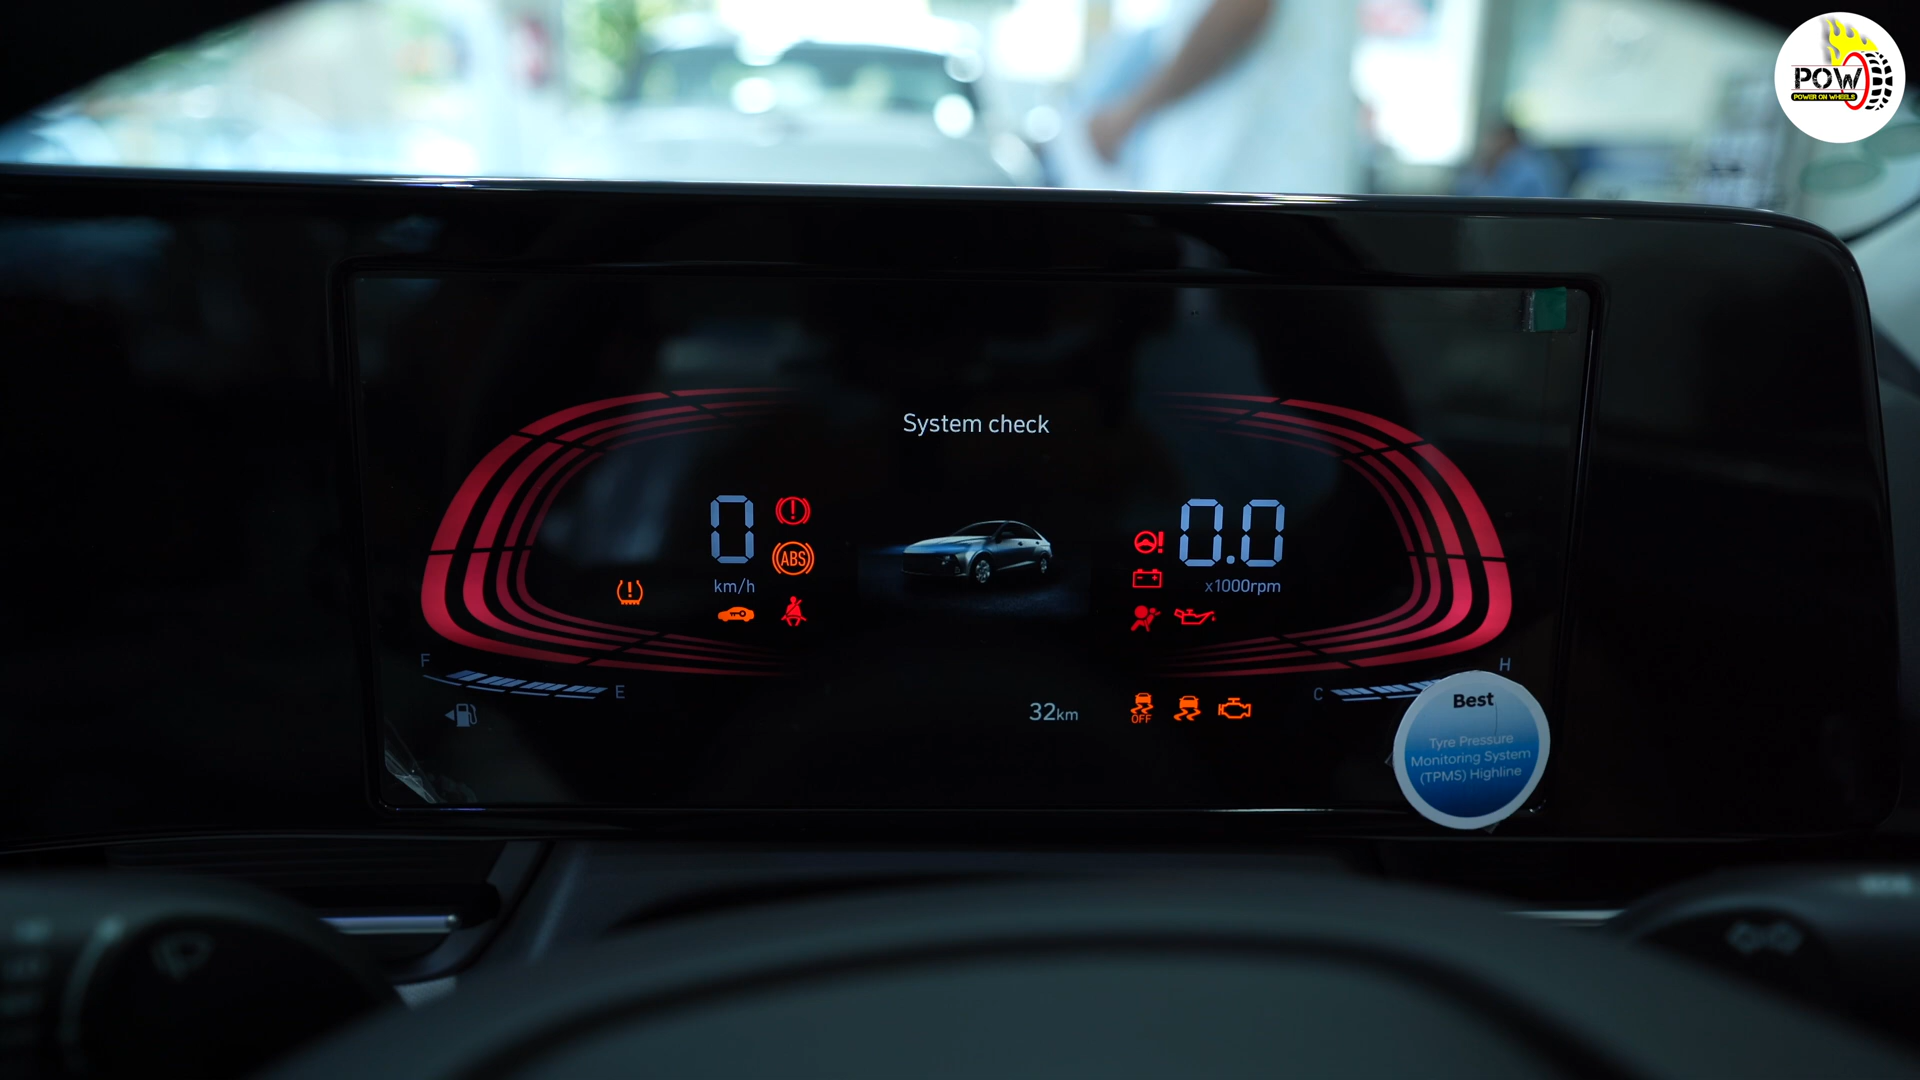 POW
POWER ON WHEELS
System check
0
km/h
ABS
0.0
x1000rpm
F
E
32km
OFF
C
H
Best
Tyre Pressure
Monitoring System
(TPMS) Highline